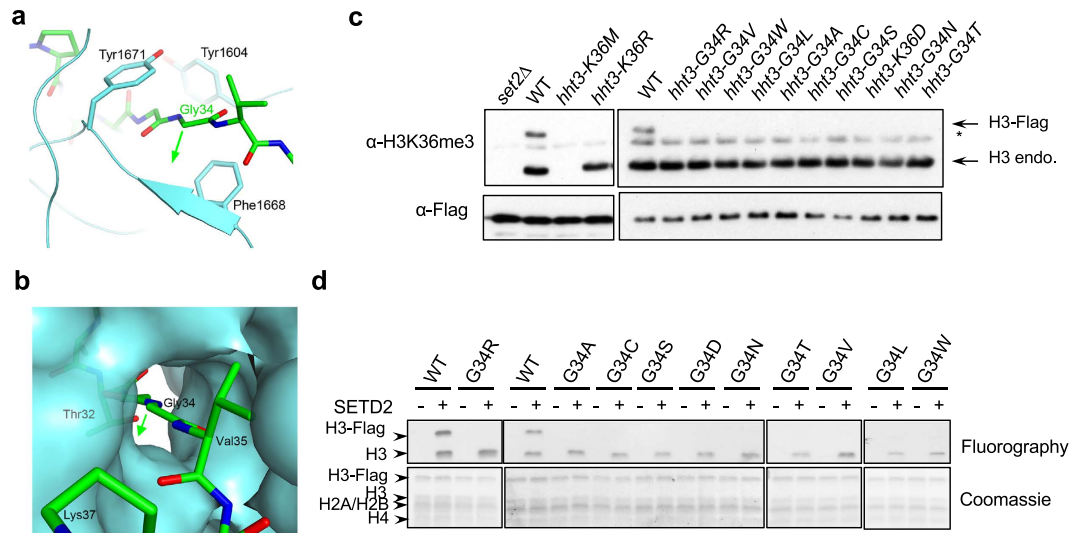 a
Tyr1671
Tyr1604
Gly34
Phe1668
b
Thr32
Gly34
Val35
Lys37
c
set2Δ
WT
hht3-K36M
hht3-K36R
WT
hht3-G34R
hht3-G34V
hht3-G34W
hht3-G34L
hht3-G34A
hht3-G34C
hht3-G34S
hht3-K36D
hht3-G34N
hht3-G34T
α-H3K36me3
H3-Flag
*
H3 endo.
α-Flag
d
WT G34R WT G34A G34C G34S G34D G34N G34T G34V G34L G34W
SETD2 - + - + - + - + - + - + - + - + - + - + - + - +
H3-Flag
H3
Fluorography
H3-Flag
H3
H2A/H2B
H4
Coomassie